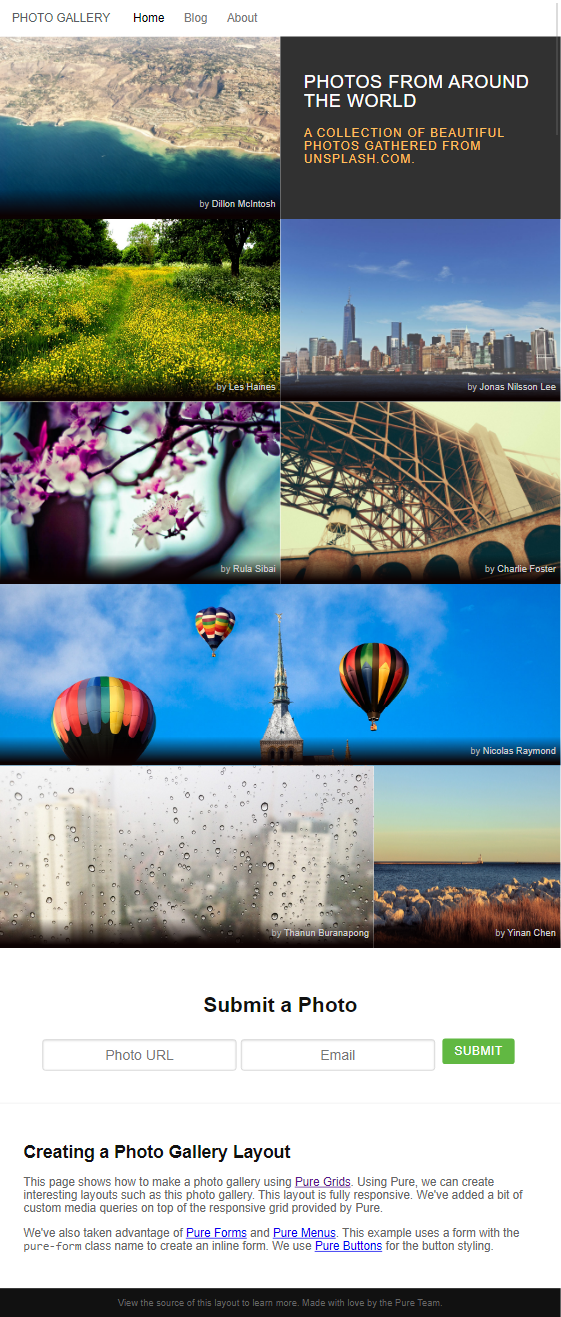 PHOTO GALLERY Home Blog About
PHOTOS FROM AROUND
THE WORLD
A COLLECTION OF BEAUTIFUL
PHOTOS GATHERED FROM
UNSPLASH.COM.
by Dillon McIntosh
by Les Haines
by Jonas Nilsson Lee
by Rula Sibai
by Charlie Foster
by Nicolas Raymond
by Thanun Buranapong
by Yinan Chen
Submit a Photo
Photo URL
Email
SUBMIT
Creating a Photo Gallery Layout
This page shows how to make a photo gallery using Pure Grids. Using Pure, we can create
interesting layouts such as this photo gallery. This layout is fully responsive. We've added a bit of
custom media queries on top of the responsive grid provided by Pure.
We've also taken advantage of Pure Forms and Pure Menus. This example uses a form with the
pure-form class name to create an inline form. We use Pure Buttons for the button styling.
View the source of this layout to learn more. Made with love by the Pure Team.